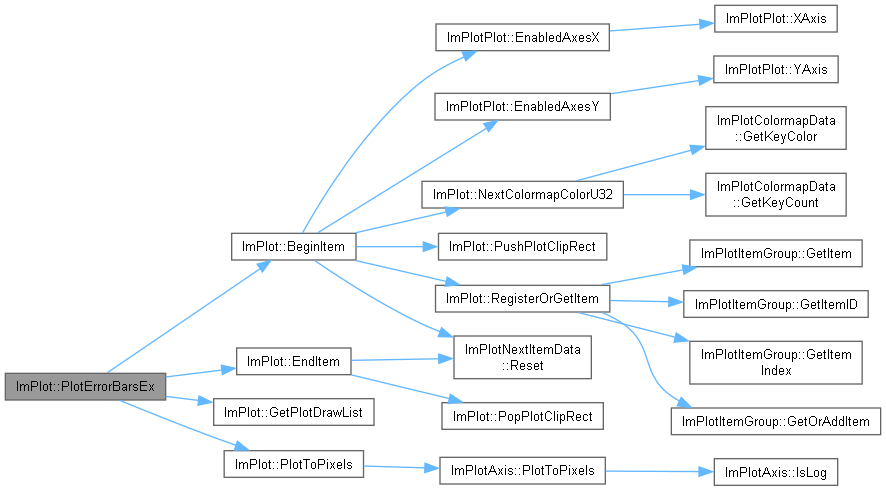 ImPlot::PlotErrorBarsEx
ImPlot::BeginItem
ImPlot::EndItem
ImPlot::GetPlotDrawList
ImPlot::PlotToPixels
ImPlotPlot::EnabledAxesX
ImPlotPlot::EnabledAxesY
ImPlot::NextColormapColorU32
ImPlot::PushPlotClipRect
ImPlot::RegisterOrGetItem
ImPlotNextItemData
::Reset
ImPlot::PopPlotClipRect
ImPlotAxis::PlotToPixels
ImPlotPlot::XAxis
ImPlotPlot::YAxis
ImPlotColormapData
::GetKeyColor
ImPlotColormapData
::GetKeyCount
ImPlotItemGroup::GetItem
ImPlotItemGroup::GetItemID
ImPlotItemGroup::GetItem
Index
ImPlotItemGroup::GetOrAddItem
ImPlotAxis::IsLog